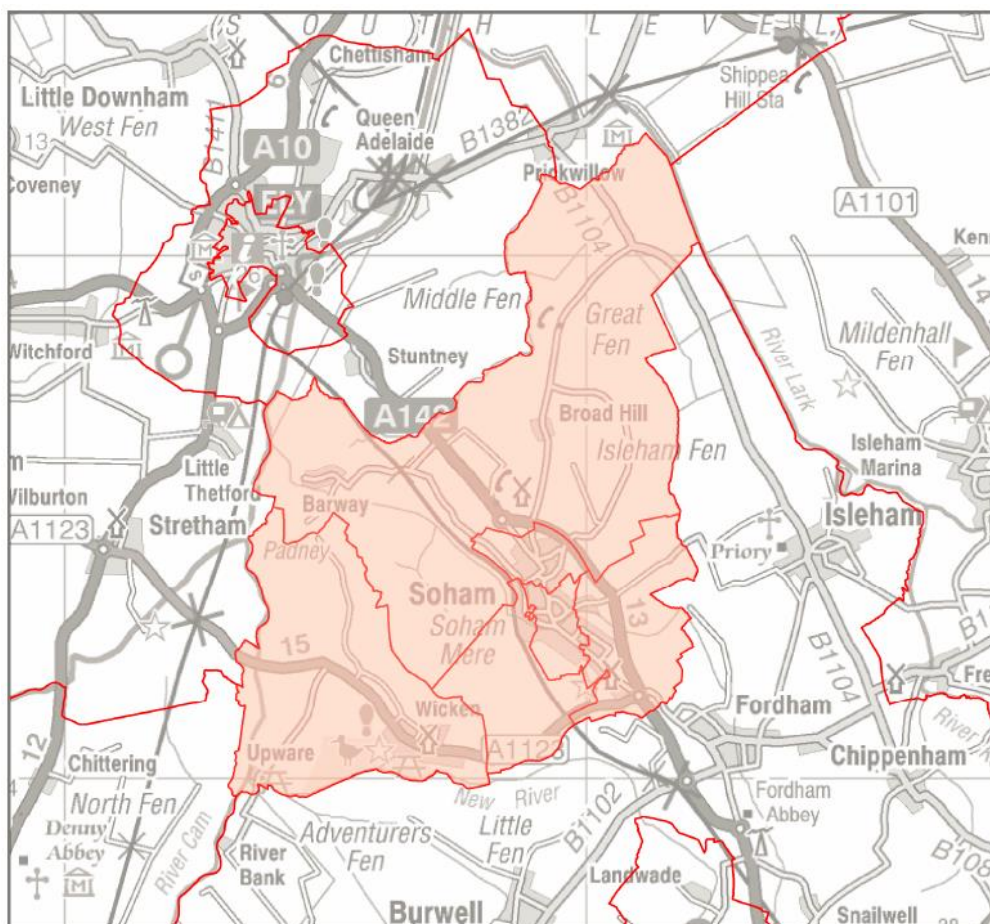 S O U T H L E V E L
Chettisham
Little Downham
West Fen
13
B1411
9
Queen
Adelaide
B1382
Shippea
Hill Sta
A10
Coveney
ELY
Prickwillow
B1104
A1101
Middle Fen
Great
Fen
14
Witchford
Stuntney
River Lark
Mildenhall
Fen
A142
Broad Hill
Isleham Fen
Isleham
Marina
Little
Thetford
Barway
Wilburton
A1123
Stretham
Isleham
Padney
Priory
Soham
Soham
Mere
13
15
B1104
Wicken
Fordham
A1123
Chippenham
12
Chittering
Upware
New River
B1102
Fordham
Abbey
North Fen
River Cam
Denny
Abbey
Adventurers
Fen
Little
Fen
River
Bank
Landwade
Burwell
Snailwell